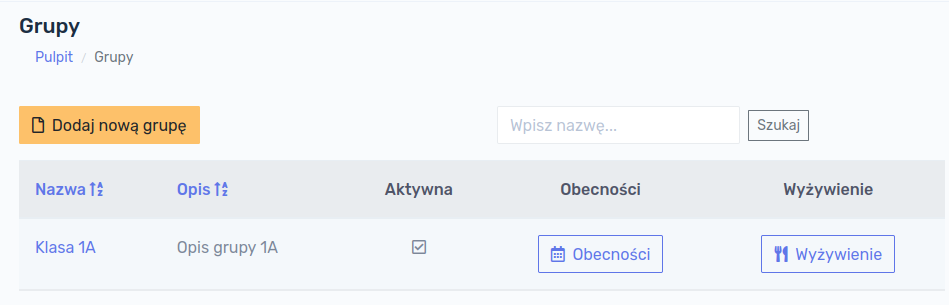 Grupy
Pulpit / Grupy
Dodaj nową grupę Wpisz nazwę... Szukaj
Nazwa Opis Aktywna Obecności Wyżywienie
Klasa 1A Opis grupy 1A Obecności Wyżywienie